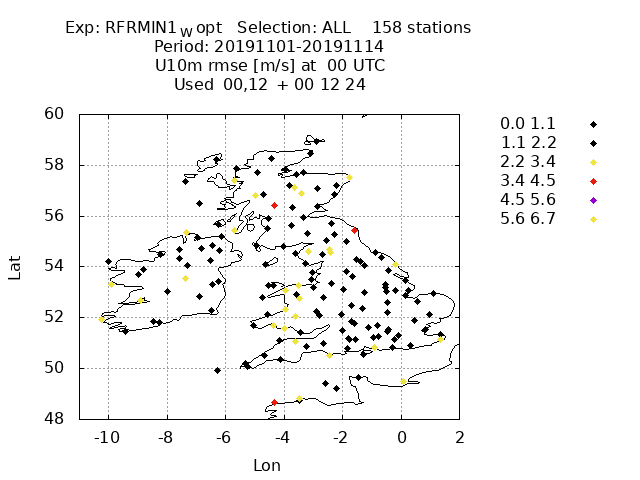 Exp: RFRMIN1_W opt   Selection: ALL    158 stations
Period: 20191101-20191114
U10m rmse [m/s] at  00 UTC
Used  00,12  + 00 12 24
60
58
56
54
52
50
48
-10 -8 -6 -4 -2 0 2
Lat
Lon
0.0 1.1
1.1 2.2
2.2 3.4
3.4 4.5
4.5 5.6
5.6 6.7